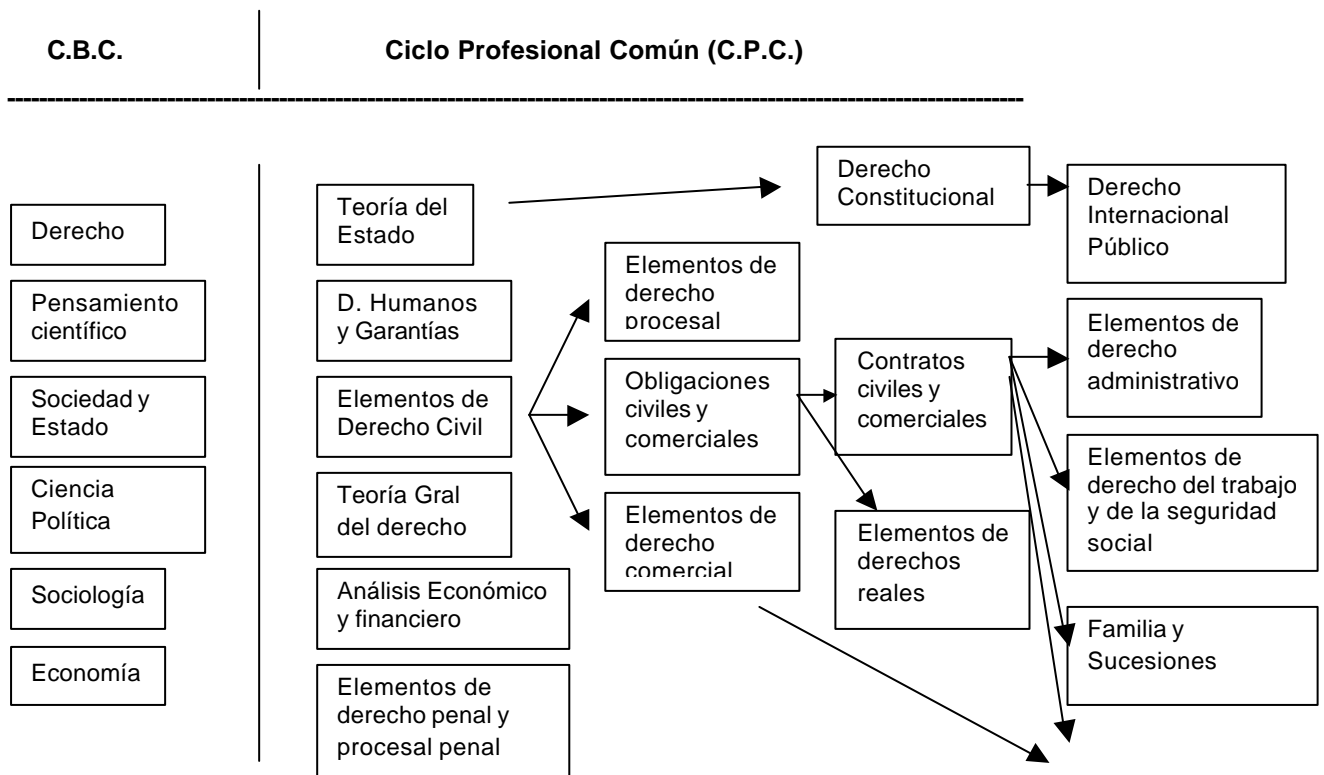 C.B.C.
Ciclo Profesional Común (C.P.C.)
Derecho
Pensamiento
científico
Sociedad y
Estado
Ciencia
Política
Sociología
Economía
Teoría del
Estado
D. Humanos
y Garantías
Elementos de
Derecho Civil
Teoría Gral
del derecho
Análisis Económico
y financiero
Elementos de
derecho penal y
procesal penal
Elementos de
derecho
procesal
Obligaciones
civiles y
comerciales
Elementos de
derecho
comercial
Derecho
Constitucional
Contratos
civiles y
comerciales
Elementos de
derechos
reales
Derecho
Internacional
Público
Elementos de
derecho
administrativo
Elementos de
derecho del trabajo
y de la seguridad
social
Familia y
Sucesiones